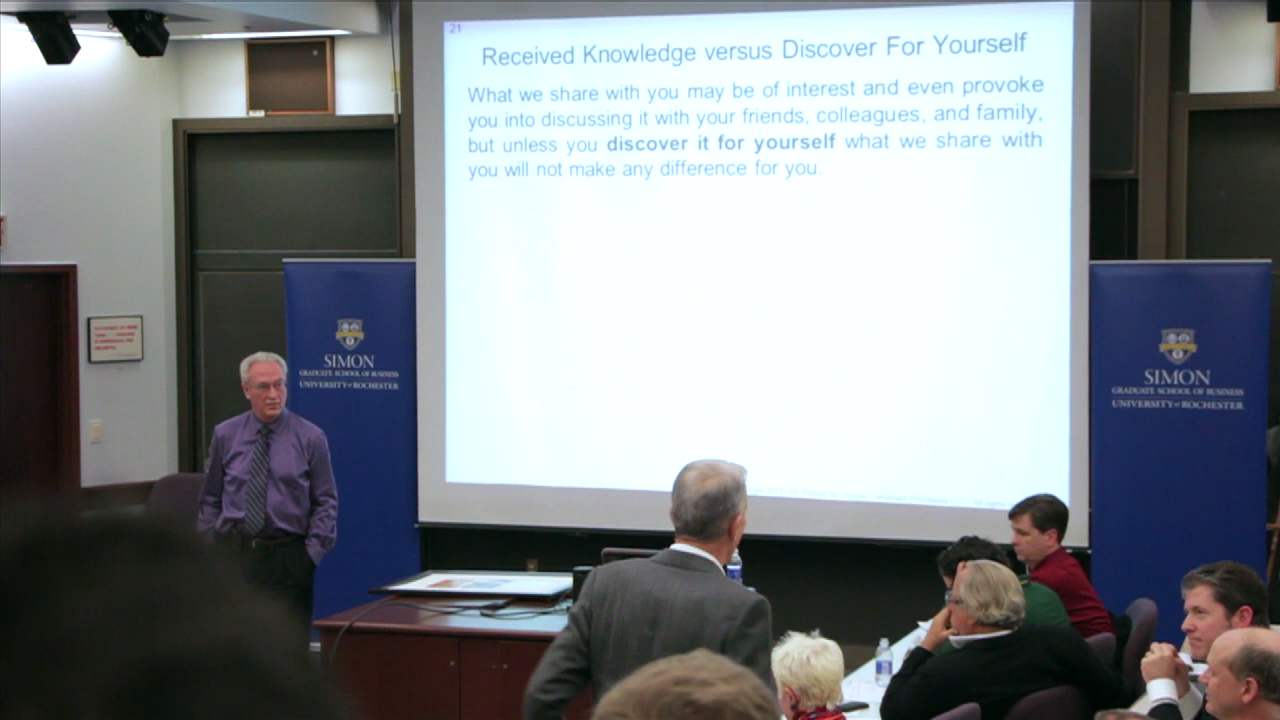 21
Received Knowledge versus Discover For Yourself
What we share with you may be of interest and even provoke
you into discussing it with your friends, colleagues, and family,
but unless you discover it for yourself what we share with
you will not make any difference for you.
SIMON
GRADUATE SCHOOL OF BUSINESS
UNIVERSITY of ROCHESTER
SIMON
GRADUATE SCHOOL OF BUSINESS
UNIVERSITY of ROCHESTER